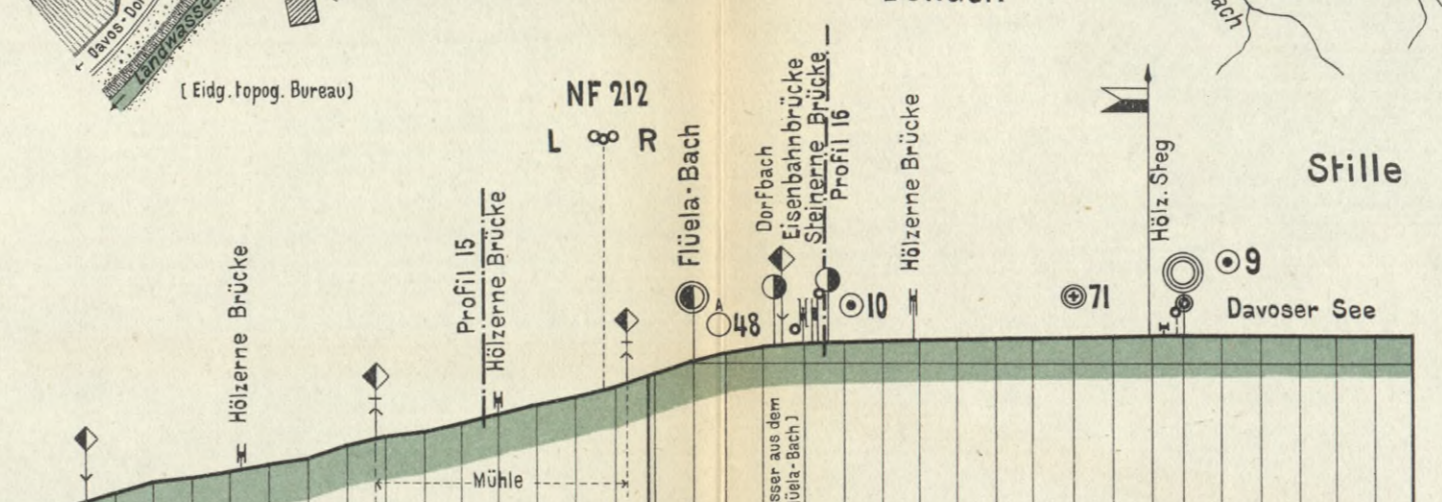 Davos-Do
Landwasser
ach
[Eidg. topog. Bureau)
NF 212
L R
Hölzerne Brücke
Profil 15
Hölzerne Brücke
Flüela-Bach
A
48
Dorfbach
Eisenbahnbrücke
Steinerne Brücke
Profil 16
10
Hölzerne Brücke
71
Hölz. Steg
9
Stille
Davoser See
Mühle
sser aus dem
üela-Bach]